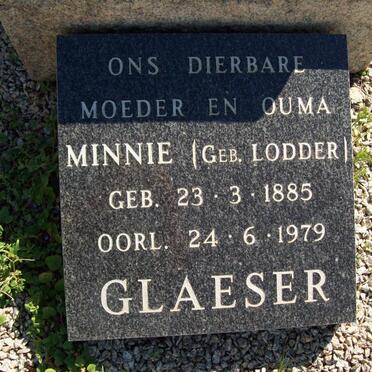 ONS DIERBARE
MOEDER EN OUMA
MINNIE (GEB. LODDER)
GEB. 23 · 3 · 1885
OORL. 24 · 6 · 1979
GLAESER